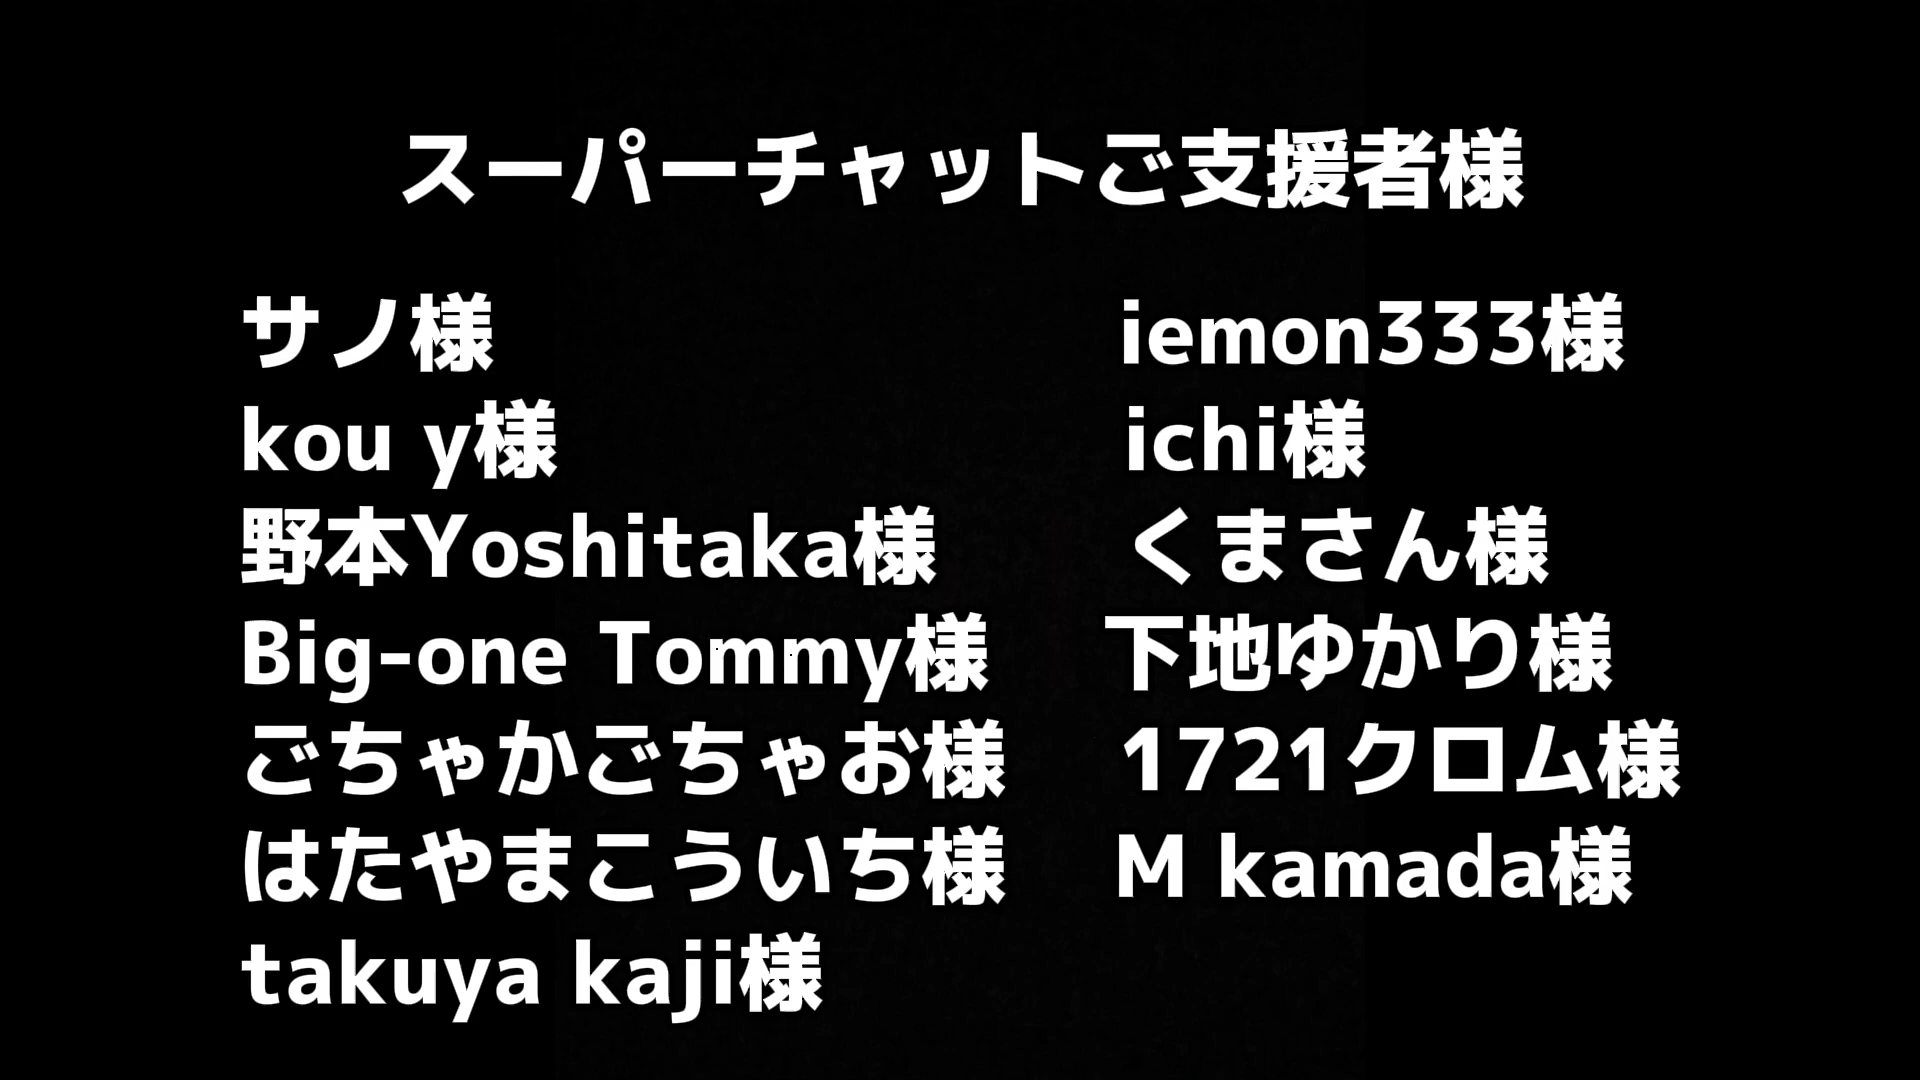 スーパーチャットご支援者様
サノ様
kou y様
野本Yoshitaka様
Big-one Tommy様
ごちゃかごちゃお様
はたやまこういち様
takuya kaji様
iemon333様
ichi様
くまさん様
下地ゆかり様
1721クロム様
M kamada様